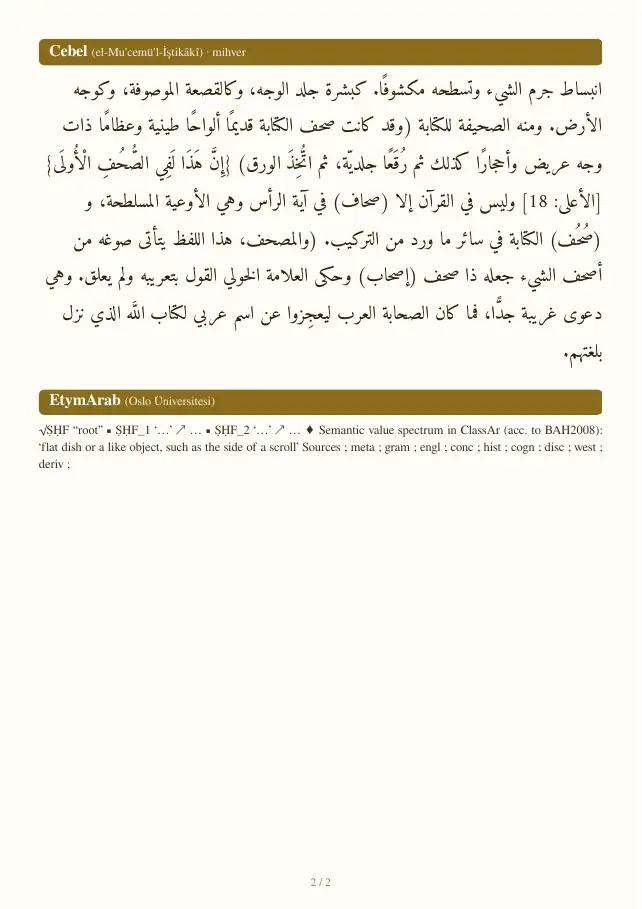 Cebel (el-Mu'cemü'l-İştikâkî) · mihver
انبساط جرم الشيء وتسطحه مكشوفًا. كبشرة جلد الوجه، وكالقصعة الموصوفة، وكوجه
الأرض. ومنه الصحيفة للكتابة (وقد كانت صحف الكتابة قديمًا ألواحًا طينية وعظامًا ذات
وجه عريض وأحجارًا كذلك ثم رُقَعًا جلديّة، ثم اتُّخِذَ الورق) {إِنَّ هَذَا لَفِي الصُّحُفِ الْأُولَى}
[الأعلى: 18] وليس في القرآن إلا (صحاف) في آية الرأس وهي الأوعية المسلطحة، و
(صُحُف) الكتابة في سائر ما ورد من التركيب. (والمصحف، هذا اللفظ يتأتى صوغه من
أصحف الشيء جعله ذا صحف (إصحاب) وحكى العلامة الخولي القول بتعريبه ولم يعلق. وهي
دعوى غريبة جدًّا، فما كان الصحابة العرب ليعجِزوا عن اسم عربي لكتاب اللَّه الذي نزل
بلغتهم.
EtymArab (Oslo Üniversitesi)
√ṢḤF “root” ▪ ṢḤF_1 ‘…’ ↗ … ▪ ṢḤF_2 ‘…’ ↗ … ♦ Semantic value spectrum in ClassAr (acc. to BAH2008):
‘flat dish or a like object, such as the side of a scroll’ Sources ; meta ; gram ; engl ; conc ; hist ; cogn ; disc ; west ;
deriv ;
2 / 2